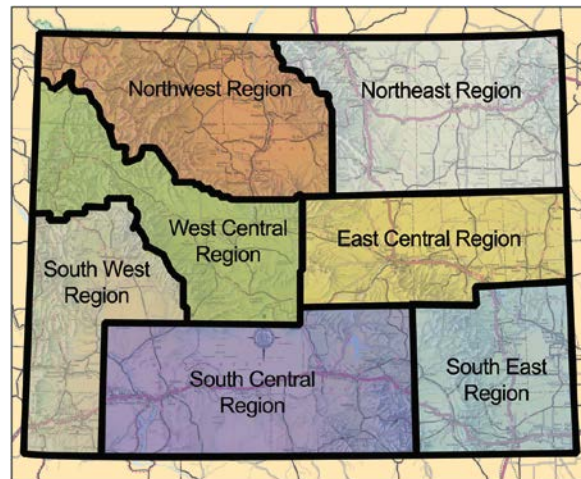 Northwest Region
Northeast Region
West Central
Region
East Central Region
South West
Region
South Central
Region
South East
Region